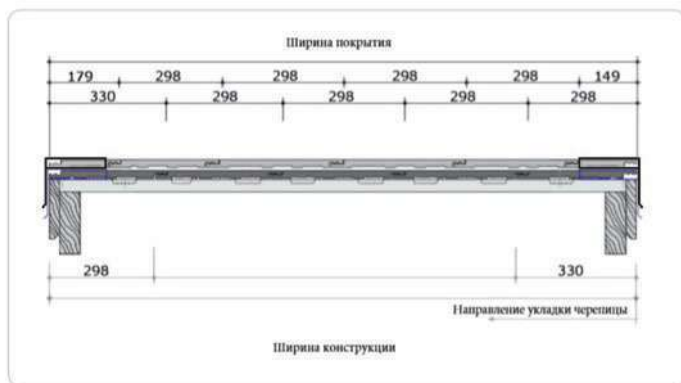 Ширина покрытия
179 298 298 298 298 149
330 298 298 298 298
298 330
Направление укладки черепицы
Ширина конструкции